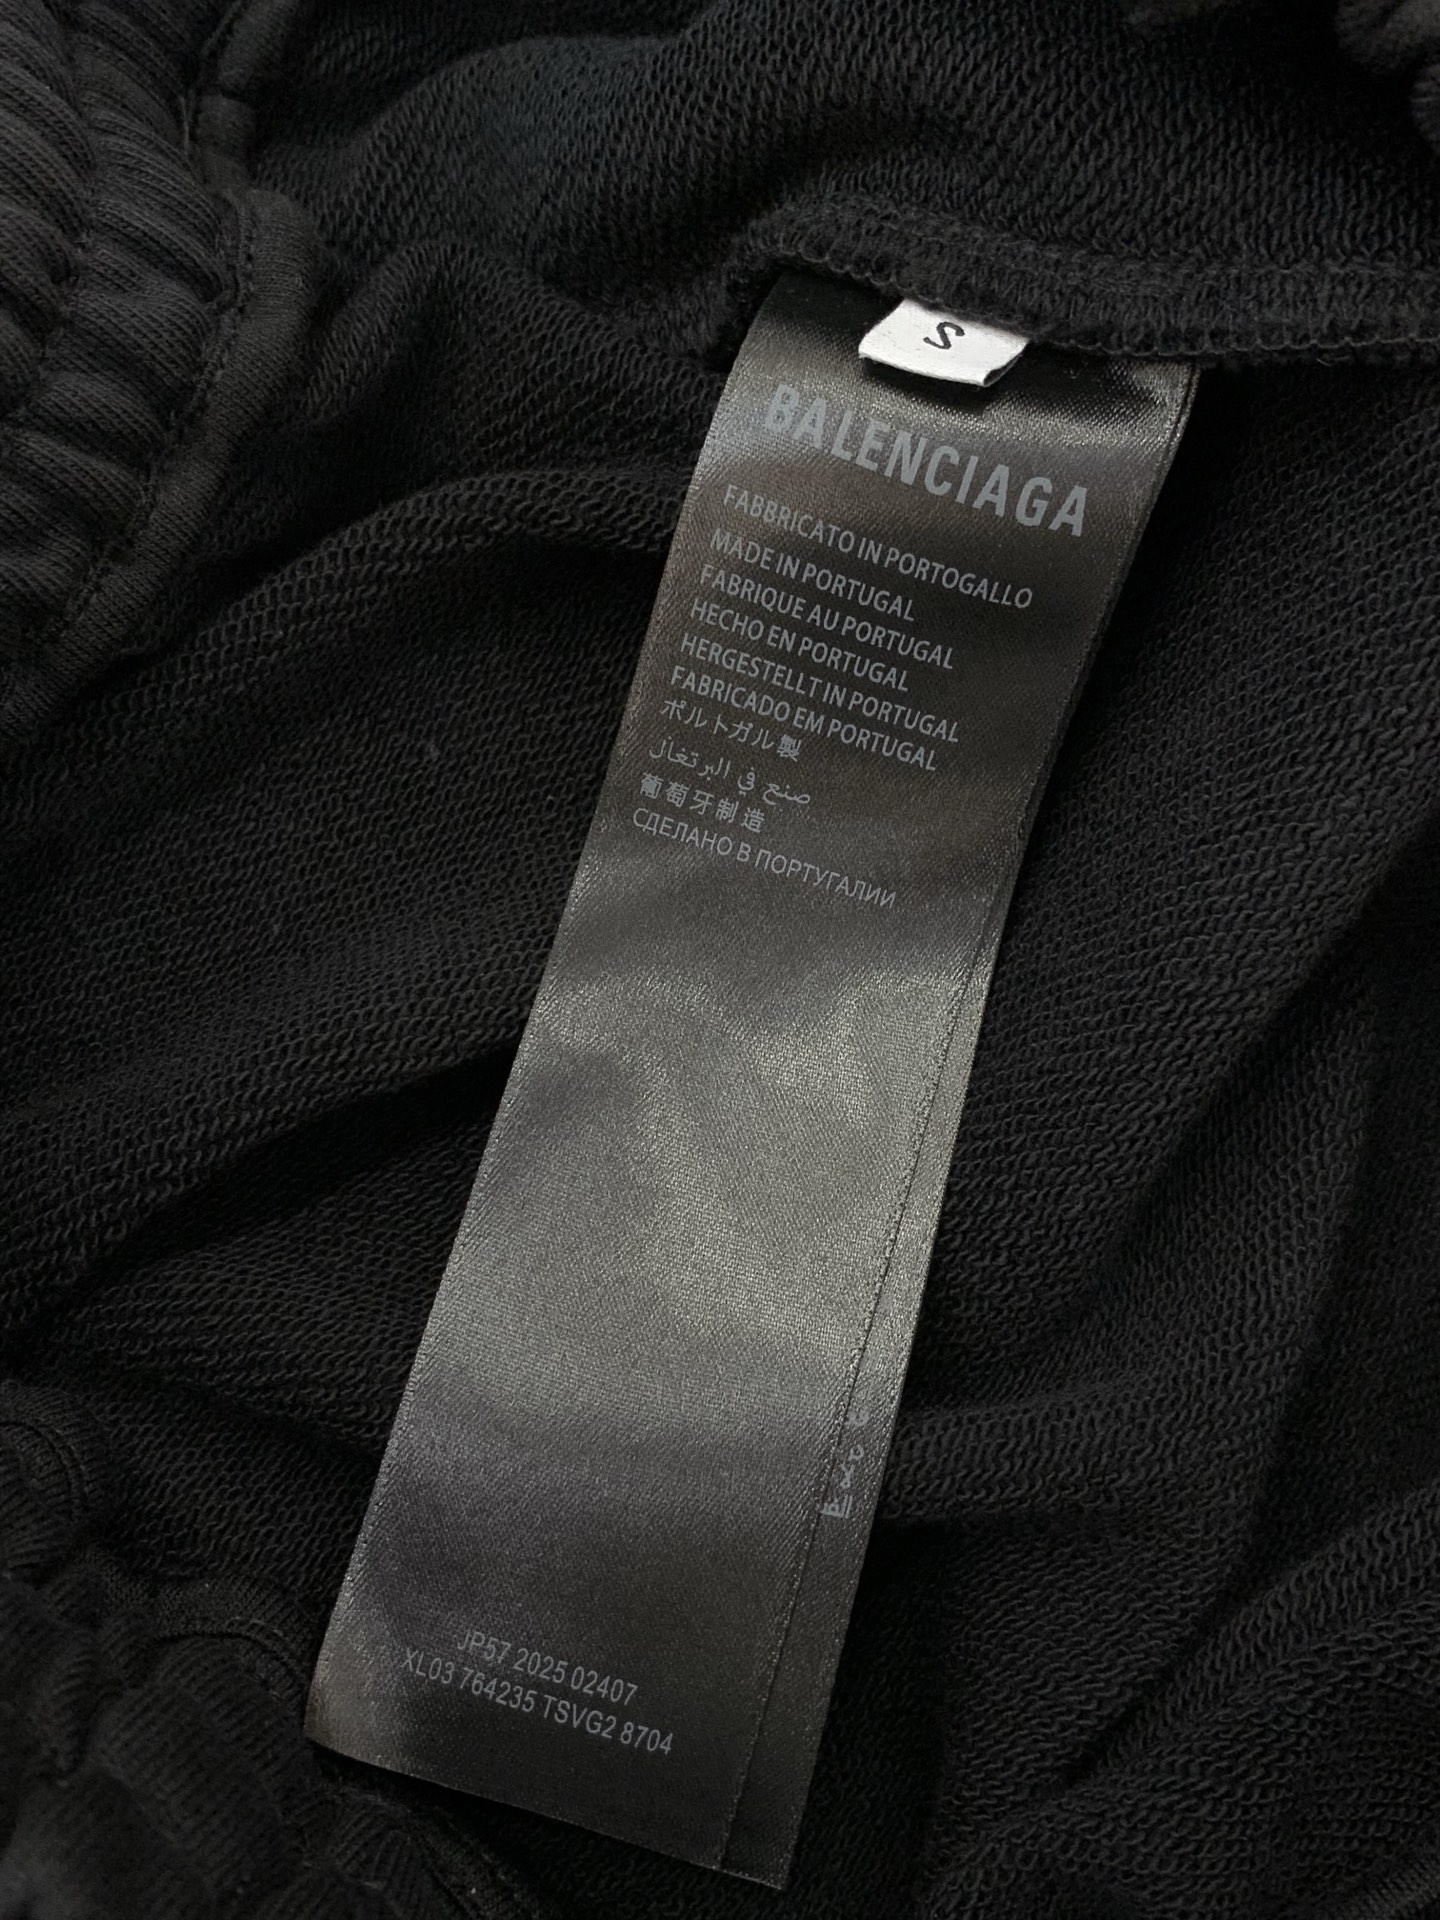 S
BALENCIAGA
FABBRICATO IN PORTOGALLO
MADE IN PORTUGAL
FABRIQUE AU PORTUGAL
HECHO EN PORTUGAL
HERGESTELLT IN PORTUGAL
FABRICADO EM PORTUGAL
ポルトガル製
صنع في البرتغال
葡萄牙制造
СДЕЛАНО В ПОРТУГАЛИИ
JP57 2025 02407
XL03 764235 TSVG2 8704